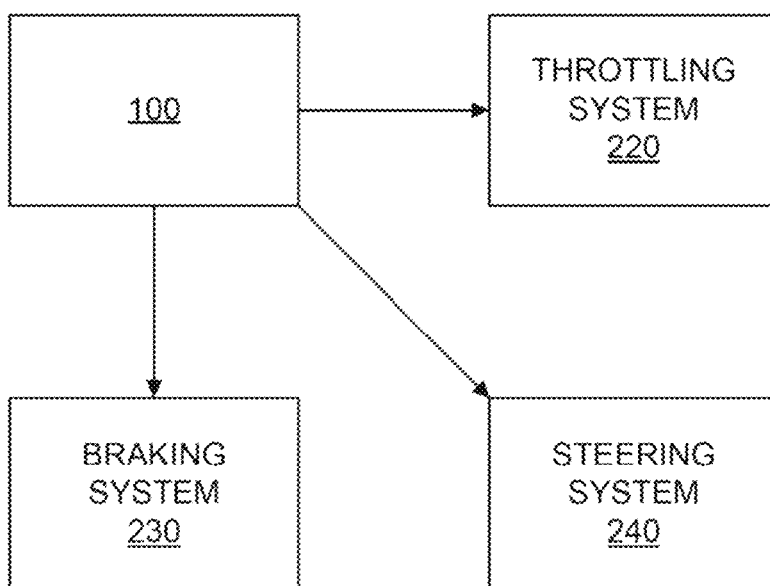 100
THROTTLING
SYSTEM
220
BRAKING
SYSTEM
230
STEERING
SYSTEM
240